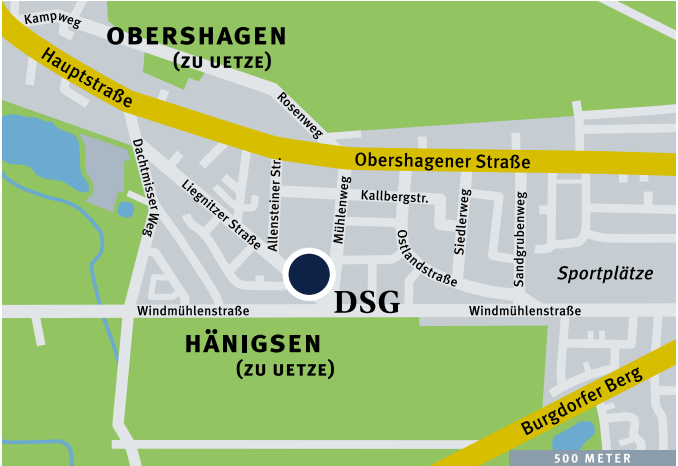 Kampweg
OBERSHAGEN
(ZU UETZE)
Hauptstraße
Rosenweg
Obershagener Straße
Dachtmisser Weg
Liegnitzer Straße
Allensteiner Str.
Mühlenweg
Kallbergstr.
Siedlerweg
Sandgrubenweg
Ostlandstraße
Sportplätze
DSG
Windmühlenstraße
Windmühlenstraße
HÄNIGSEN
(ZU UETZE)
Burgdorfer Berg
500 METER